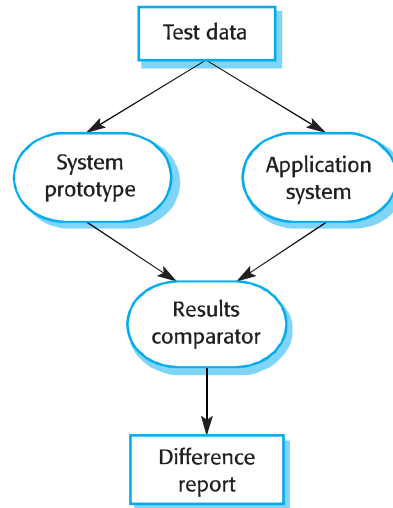 Test data
System
prototype
Application
system
Results
comparator
Difference
report